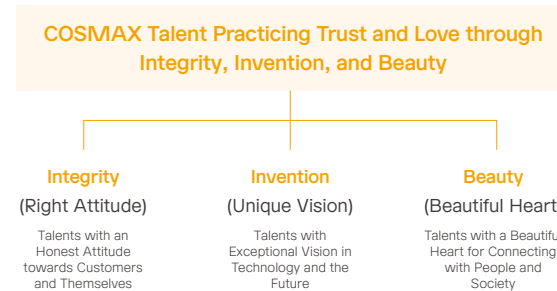 COSMAX Talent Practicing Trust and Love through
Integrity, Invention, and Beauty
Integrity
(Right Attitude)
Talents with an
Honest Attitude
towards Customers
and Themselves
Invention
(Unique Vision)
Talents with
Exceptional Vision in
Technology and the
Future
Beauty
(Beautiful Heart
Talents with a Beautifu
Heart for Connecting
with People and
Society